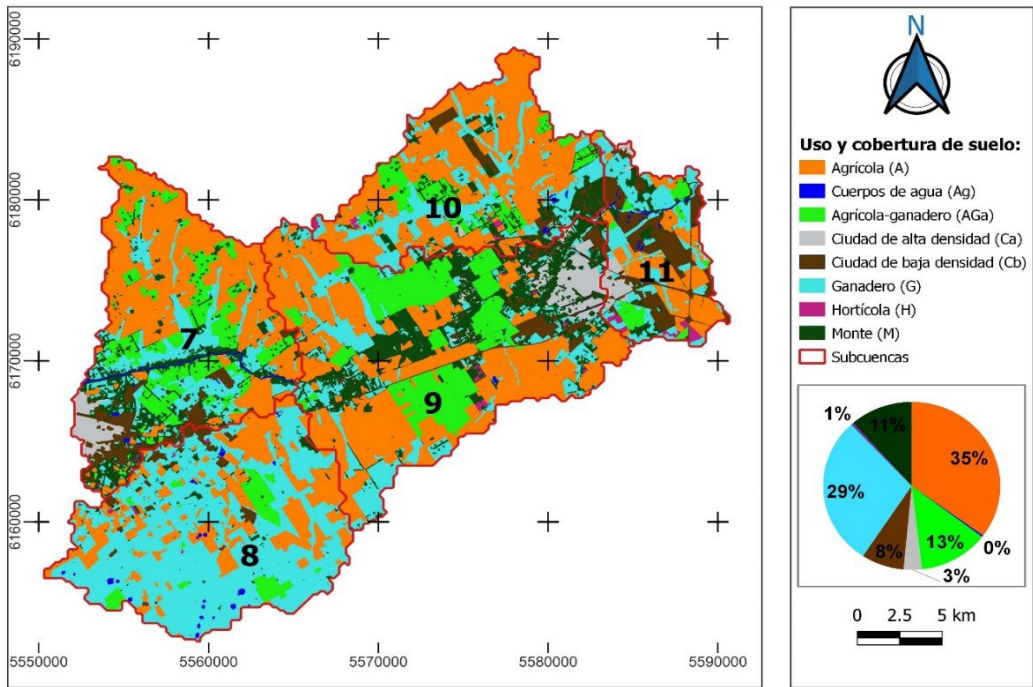 6190000
6180000
6170000
6160000
5550000
5560000
5570000
5580000
5590000
10
11
7
9
8
N
Uso y cobertura de suelo:
Agrícola (A)
Cuerpos de agua (Ag)
Agrícola-ganadero (AGa)
Ciudad de alta densidad (Ca)
Ciudad de baja densidad (Cb)
Ganadero (G)
Hortícola (H)
Monte (M)
Subcuencas
1%
11%
35%
29%
13%
0%
8%
3%
0 2.5 5 km